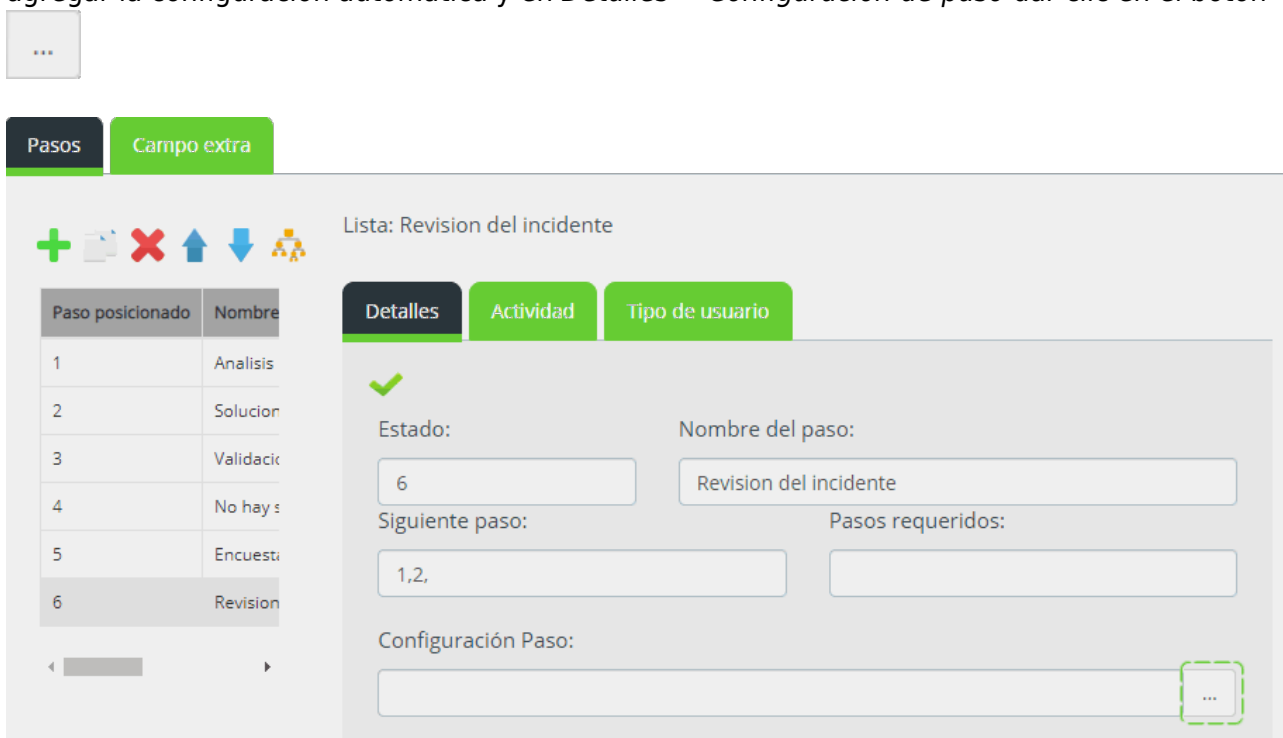 agregar la configuración automática y en Detalles – Configuración de paso dar clic en el botón
...
Pasos
Campo extra
Lista: Revision del incidente
Paso posicionado Nombre
1 Analisis
2 Solucion
3
4 No hay
5
6 Revision
Detalles
Actividad
Tipo de usuario
Estado: Nombre del paso:
6 Revision del incidente
Siguiente paso: Pasos requeridos:
1,2,
Configuración Paso:
...